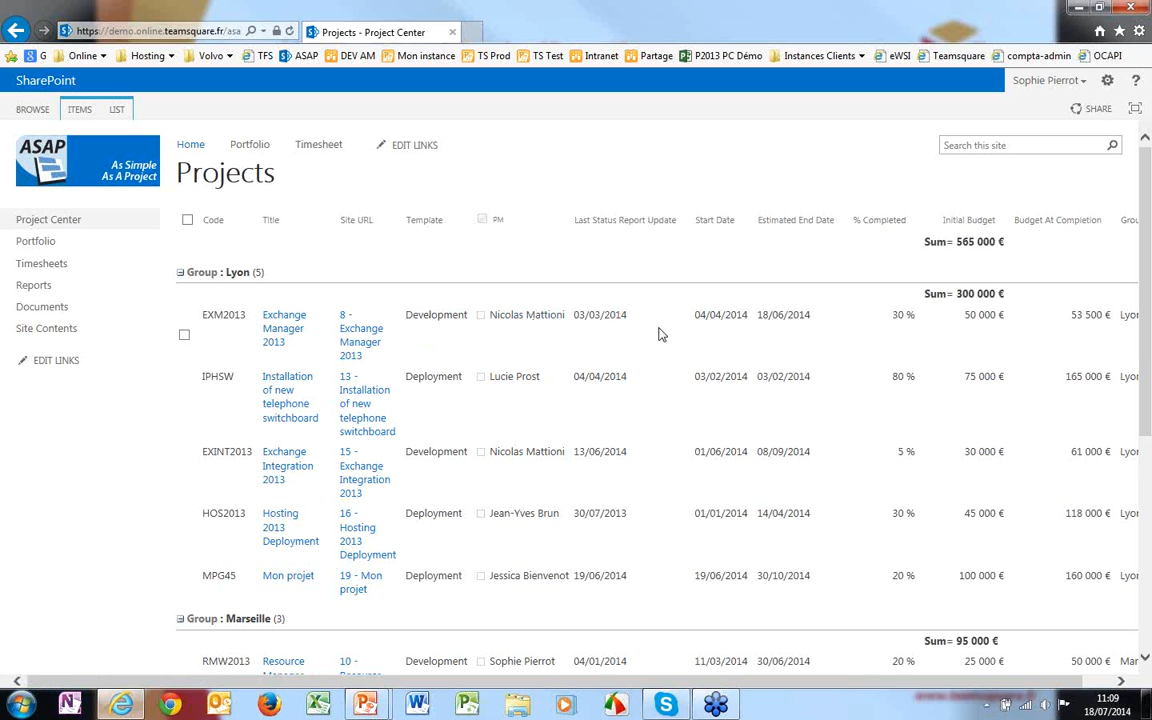 https://demo.online.teamsquare.fr/asa
Projects - Project Center
G Online Hosting Volvo TFS ASAP DEV AM Mon instance TS Prod TS Test Intranet Partage P2013 PC Démo Instances Clients eWSI Teamsquare compta-admin OCAPI
SharePoint
Sophie Pierrot
BROWSE ITEMS LIST
SHARE
ASAP
As Simple
As A Project
Home Portfolio Timesheet EDIT LINKS
Search this site
Projects
Project Center
Portfolio
Timesheets
Reports
Documents
Site Contents
EDIT LINKS
Code Title Site URL Template PM Last Status Report Update Start Date Estimated End Date % Completed Initial Budget Budget At Completion Grou
Sum= 565 000 €
Group : Lyon (5)
Sum= 300 000 €
EXM2013 Exchange 8 - Development Nicolas Mattioni 03/03/2014 04/04/2014 18/06/2014 30 % 50 000 € 53 500 € Lyon
Manager Exchange
2013 Manager
2013
IPHSW Installation 13 - Deployment Lucie Prost 04/04/2014 03/02/2014 03/02/2014 80 % 75 000 € 165 000 € Lyon
of new Installation
telephone of new
switchboard telephone
switchboard
EXINT2013 Exchange 15 - Development Nicolas Mattioni 13/06/2014 01/06/2014 08/09/2014 5 % 30 000 € 61 000 € Lyon
Integration Exchange
2013 Integration
2013
HOS2013 Hosting 16 - Deployment Jean-Yves Brun 30/07/2013 01/01/2014 14/04/2014 30 % 45 000 € 118 000 € Lyon
2013 Hosting
Deployment 2013
Deployment
MPG45 Mon projet 19 - Mon Deployment Jessica Bienvenot 19/06/2014 19/06/2014 30/10/2014 20 % 100 000 € 160 000 € Lyon
projet
Group : Marseille (3)
Sum= 95 000 €
RMW2013 Resource 10 - Development Sophie Pierrot 04/01/2014 11/03/2014 30/06/2014 20 % 25 000 € 50 000 € Mar
11:09
18/07/2014